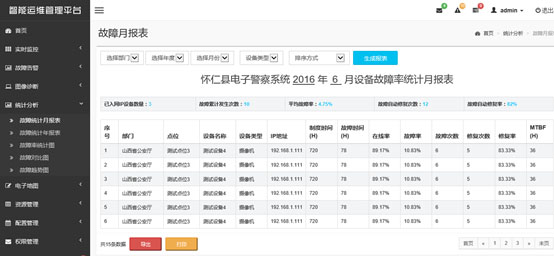 智能运维管理平台
admin 退出
首页
实时监控
故障告警
图像诊断
统计分析
故障统计月报表
故障统计年报表
故障率统计图
故障对比图
故障趋势图
电子地图
资源管理
配置管理
权限管理
故障月报表
首页 统计分析 故障月报表
选择部门 选择年度 选择月份 设备类型 排序方式 生成报表
怀仁县电子警察系统 2016 年 6 月设备故障率统计月报表
已入网IP设备数量：3 故障累计发生次数：18 平均故障率：4.75% 故障自动修复次数：12 故障自动修复率：62%
序号 部门 点位 设备名称 设备类型 IP地址 制度时间(H) 故障时间(H) 在线率 故障率 故障次数 修复次数 修复率 MTBF(H)
1 山西省公安厅 测试点位3 测试设备4 摄像机 192.168.1.111 720 78 89.17% 10.83% 6 5 83.33% 36
2 山西省公安厅 测试点位3 测试设备4 摄像机 192.168.1.111 720 78 89.17% 10.83% 6 5 83.33% 36
3 山西省公安厅 测试点位3 测试设备4 摄像机 192.168.1.111 720 78 89.17% 10.83% 6 5 83.33% 36
4 山西省公安厅 测试点位3 测试设备4 摄像机 192.168.1.111 720 78 89.17% 10.83% 6 5 83.33% 36
5 山西省公安厅 测试点位3 测试设备4 摄像机 192.168.1.111 720 78 89.17% 10.83% 6 5 83.33% 36
6 山西省公安厅 测试点位3 测试设备4 摄像机 192.168.1.111 720 78 89.17% 10.83% 6 5 83.33% 36
共15条数据 导出 打印 首页 « 1 2 3 » 末页